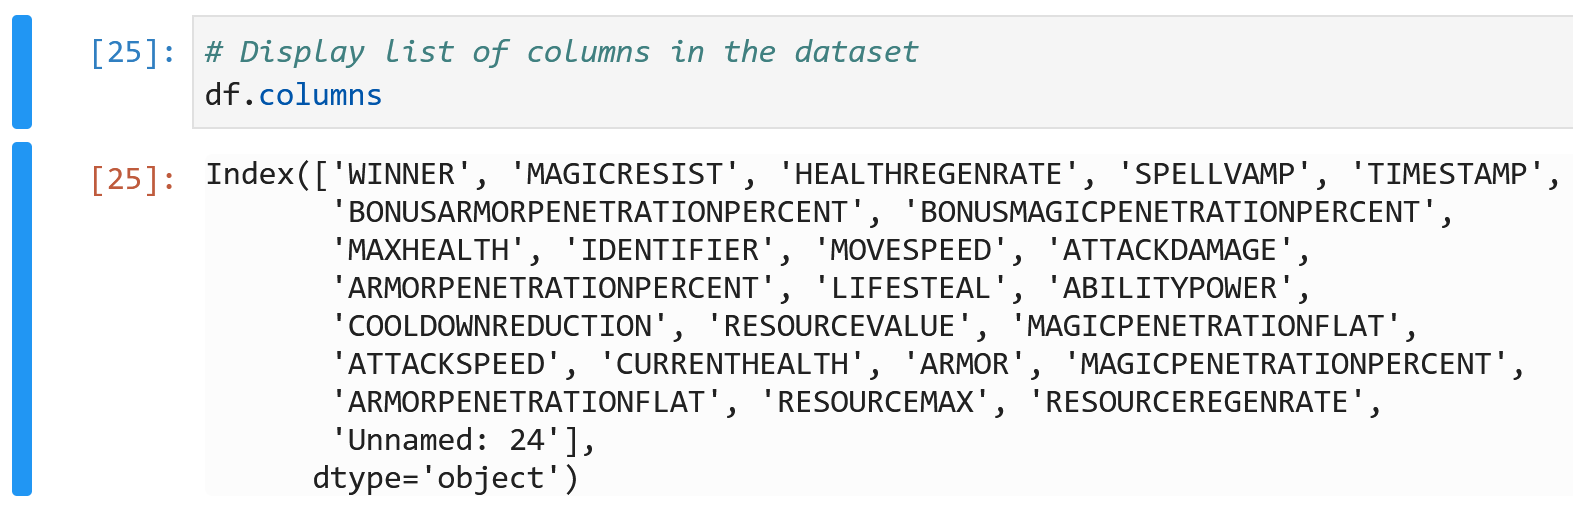 [25]: # Display list of columns in the dataset
df.columns
[25]: Index(['WINNER', 'MAGICRESIST', 'HEALTHREGENRATE', 'SPELLVAMP', 'TIMESTAMP',
'BONUSARMORPENETRATIONPERCENT', 'BONUSMAGICPENETRATIONPERCENT',
'MAXHEALTH', 'IDENTIFIER', 'MOVESPEED', 'ATTACKDAMAGE',
'ARMORPENETRATIONPERCENT', 'LIFESTEAL', 'ABILITYPOWER',
'COOLDOWNREDUCTION', 'RESOURCEVALUE', 'MAGICPENETRATIONFLAT',
'ATTACKSPEED', 'CURRENTHEALTH', 'ARMOR', 'MAGICPENETRATIONPERCENT',
'ARMORPENETRATIONFLAT', 'RESOURCEMAX', 'RESOURCEREGENRATE',
'Unnamed: 24'],
dtype='object')